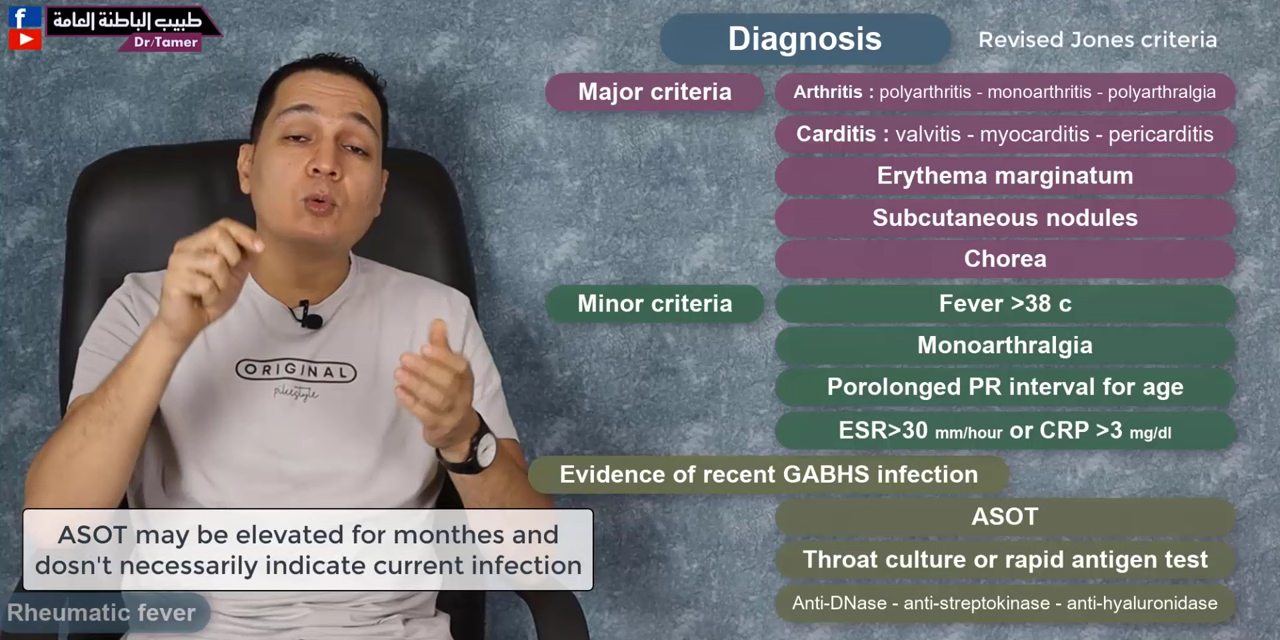 f
طبيب الباطنة العامة
Dr/Tamer
Diagnosis
Revised Jones criteria
Major criteria
Arthritis : polyarthritis - monoarthritis - polyarthralgia
Carditis : valvitis - myocarditis - pericarditis
Erythema marginatum
Subcutaneous nodules
Chorea
Minor criteria
Fever >38 c
Monoarthralgia
Porolonged PR interval for age
ESR>30 mm/hour or CRP >3 mg/dl
Evidence of recent GABHS infection
ASOT
Throat culture or rapid antigen test
Anti-DNase - anti-streptokinase - anti-hyaluronidase
ORIGINAL
ASOT may be elevated for monthes and
dosn't necessarily indicate current infection
Rheumatic fever